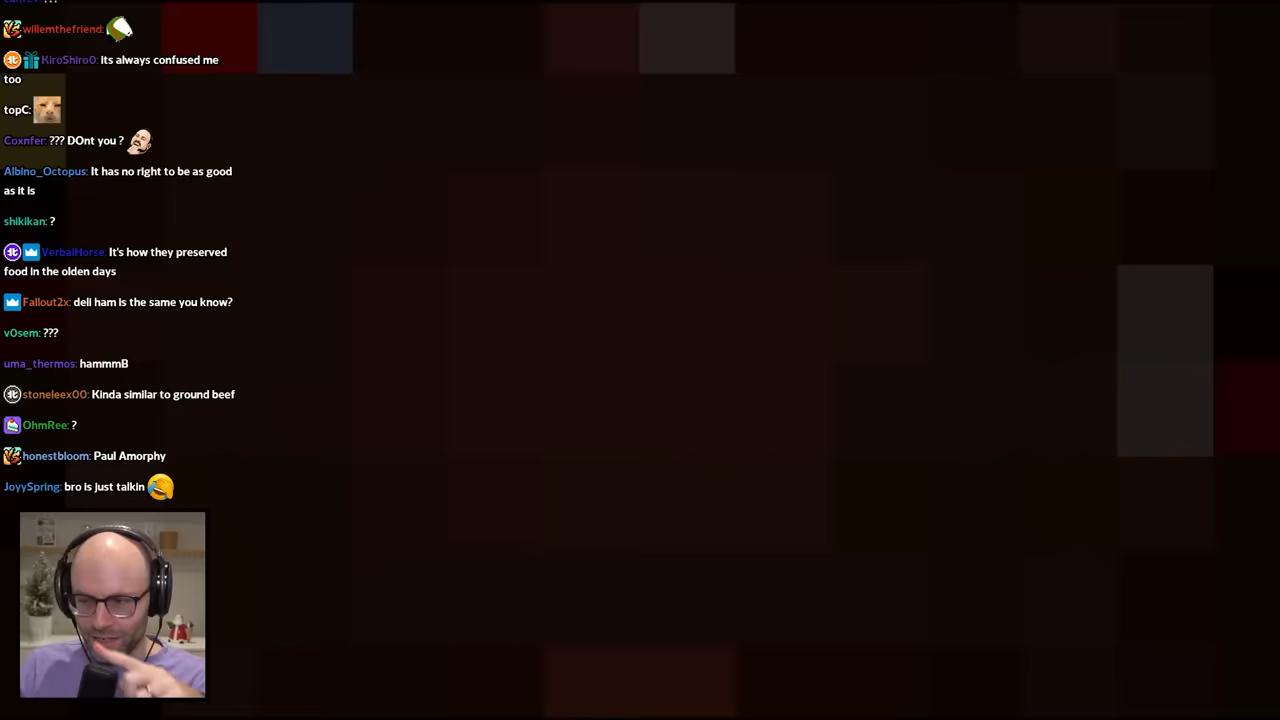 willemthefriend:
KiroShiro0: its always confused me
too
topC:
Coxnfer: ??? DOnt you ?
Albino_Octopus: It has no right to be as good
as it is
shikikan: ?
VerbalHorse: It's how they preserved
food in the olden days
Fallout2x: deli ham is the same you know?
v0sem: ???
uma_thermos: hammmB
stoneleex00: Kinda similar to ground beef
OhmRee: ?
honestbloom: Paul Amorphy
JoyySpring: bro is just talkin